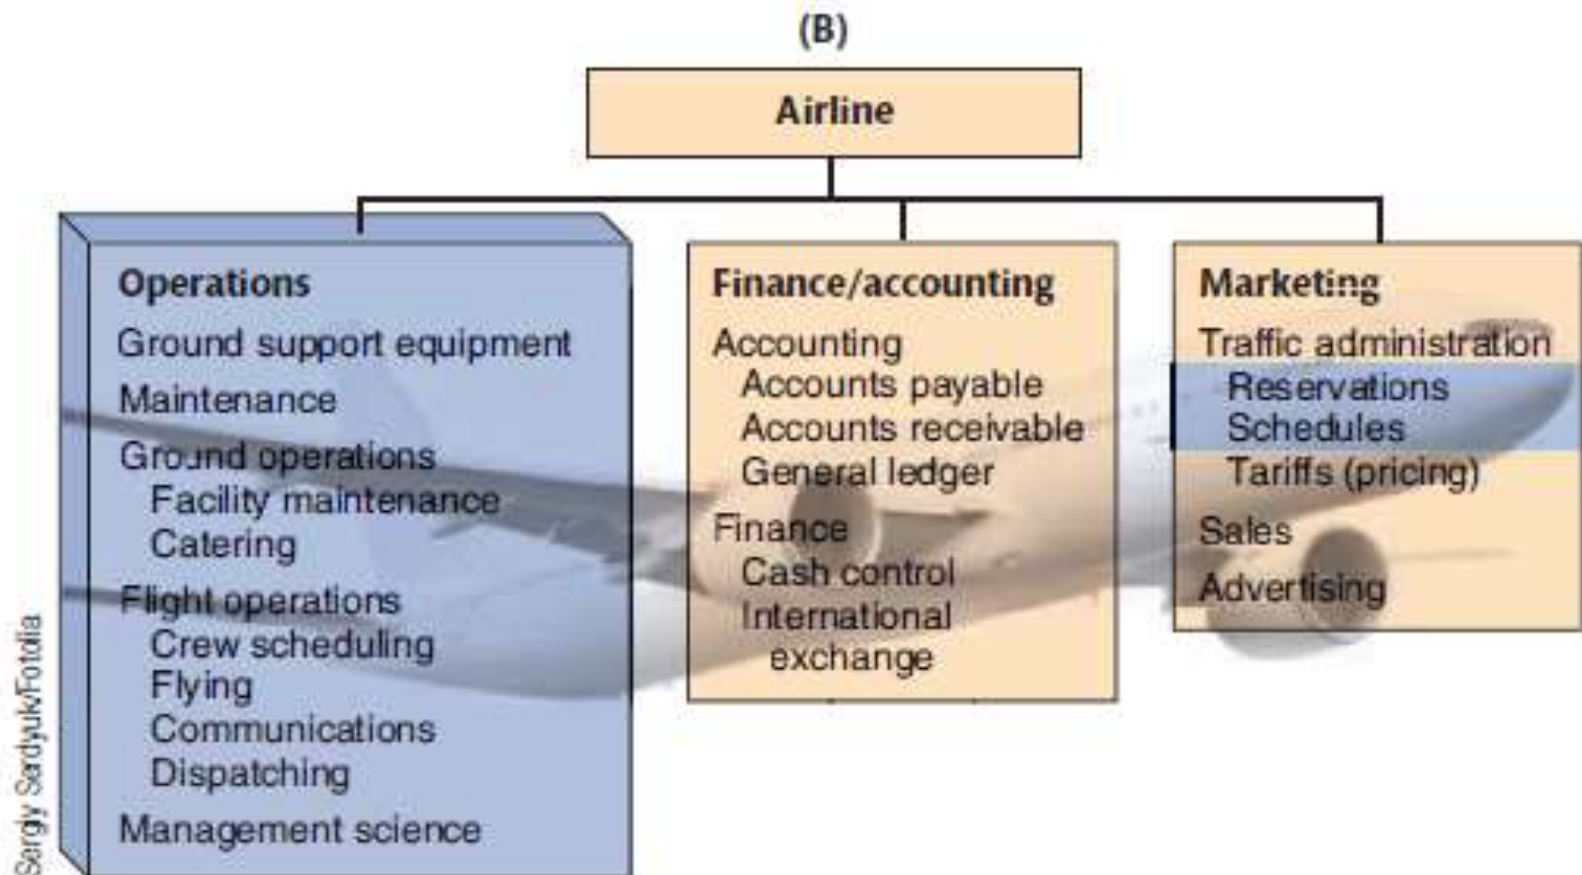 (B)
Airline
Operations
Ground support equipment
Maintenance
Ground operations
Facility maintenance
Catering
Flight operations
Crew scheduling
Flying
Communications
Dispatching
Management science
Finance/accounting
Accounting
Accounts payable
Accounts receivable
General ledger
Finance
Cash control
International
exchange
Marketing
Traffic administration
Reservations
Schedules
Tariffs (pricing)
Sales
Advertising
Sergiy Serdyuk/Fotolia